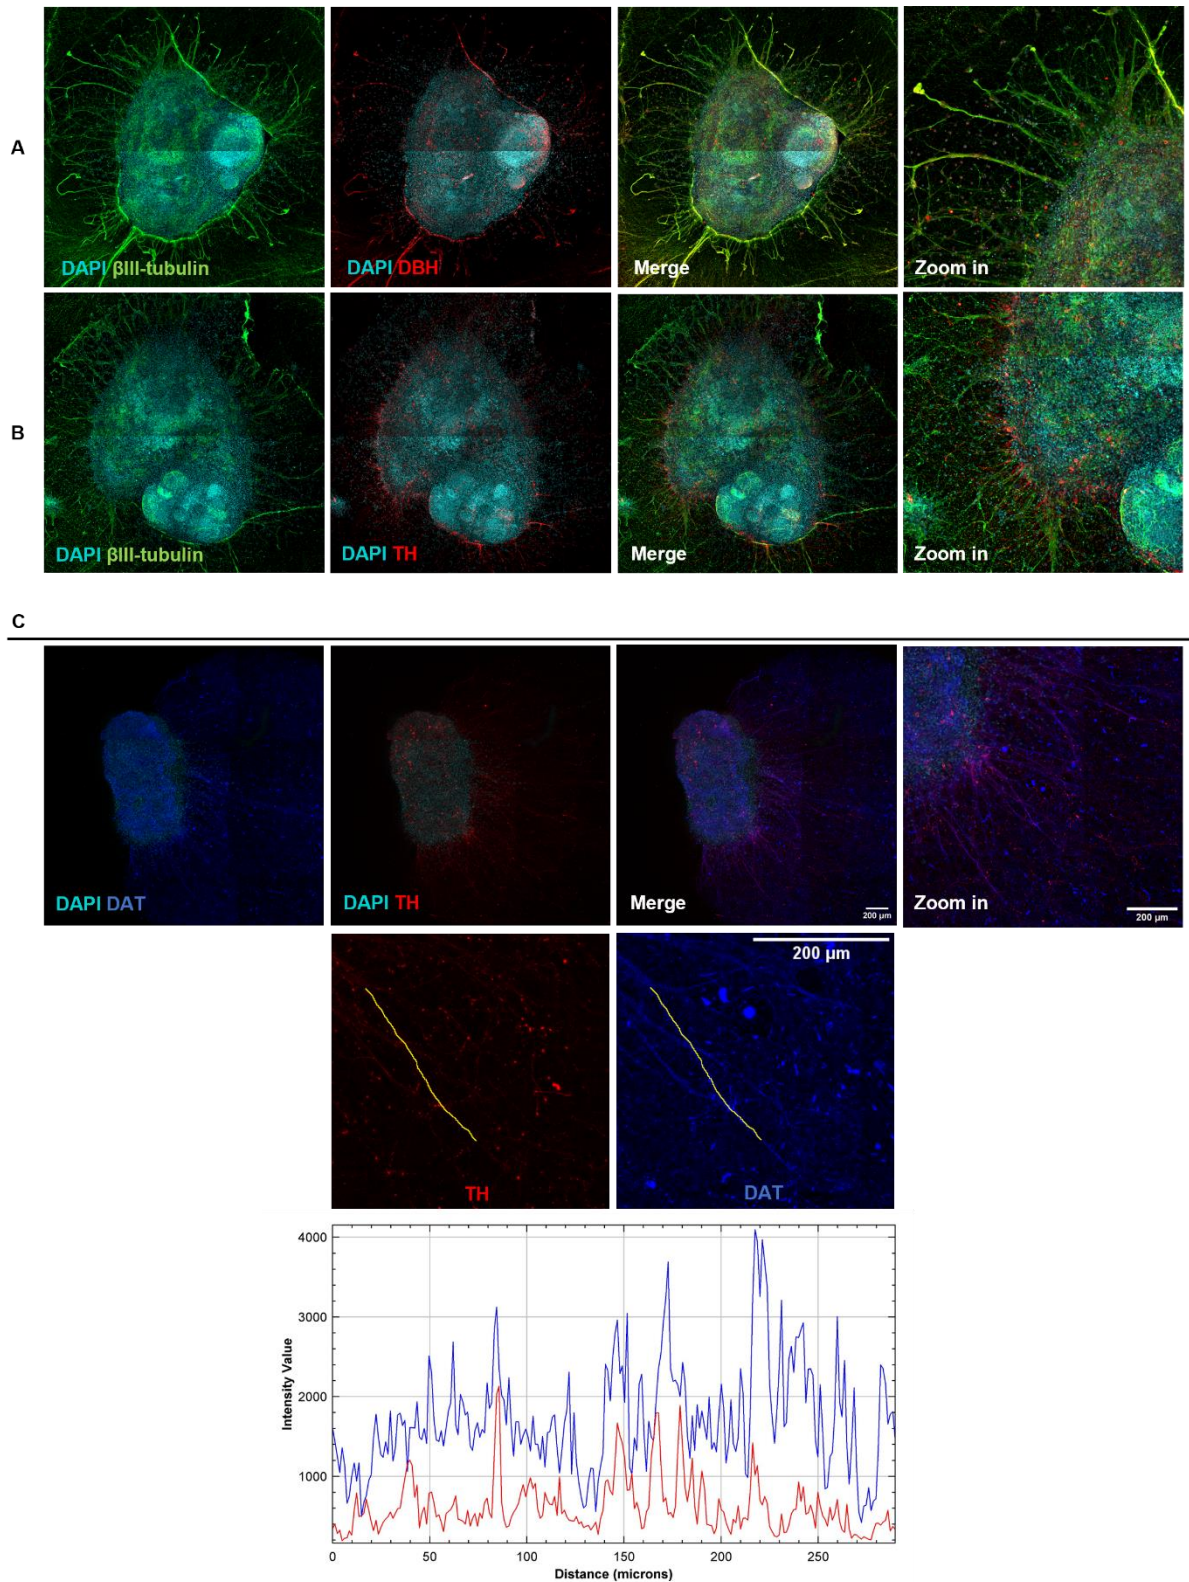 A
DAPI βIII-tubulin
DAPI DBH
Merge
Zoom in
B
DAPI βIII-tubulin
DAPI TH
Merge
Zoom in
C
DAPI DAT
DAPI TH
Merge
200 µm
Zoom in
200 µm
TH
200 µm
DAT
Intensity Value
4000
3000
2000
1000
0 50 100 150 200 250
Distance (microns)